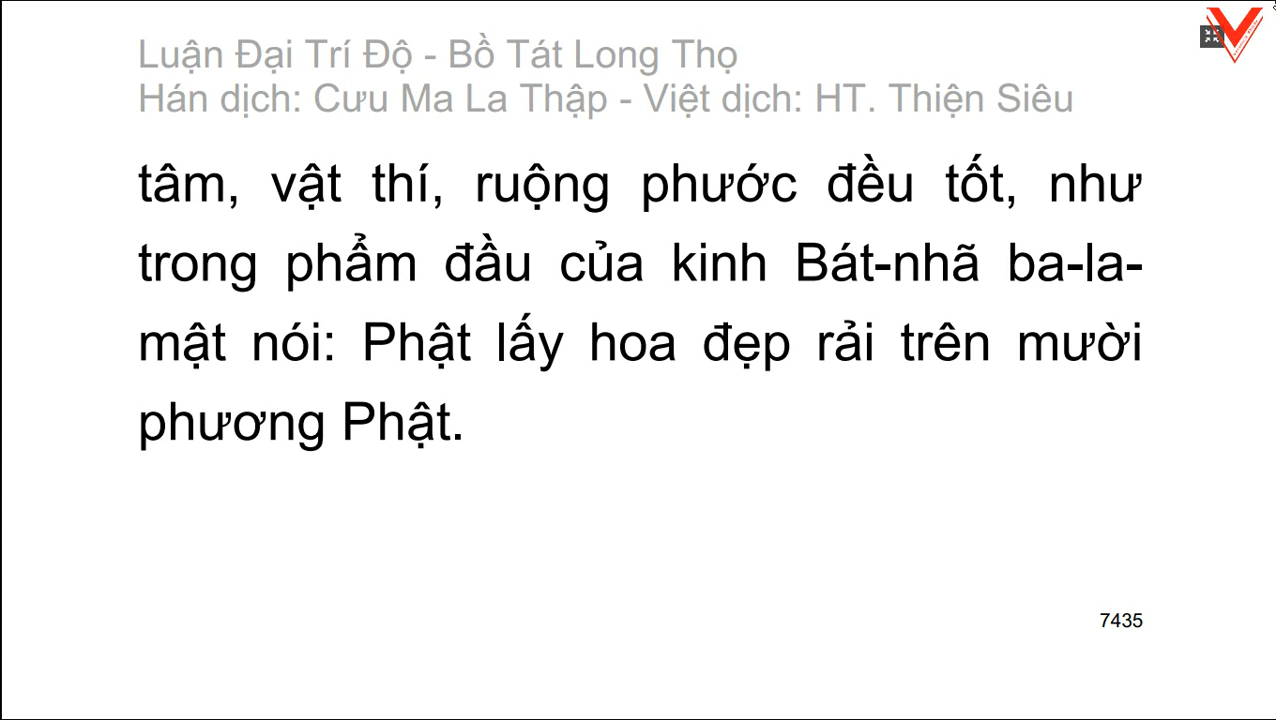 Luận Đại Trí Độ - Bồ Tát Long Thọ
Hán dịch: Cưu Ma La Thập - Việt dịch: HT. Thiện Siêu
tâm, vật thí, ruộng phước đều tốt, như
trong phẩm đầu của kinh Bát-nhã ba-la-
mật nói: Phật lấy hoa đẹp rải trên mười
phương Phật.
7435